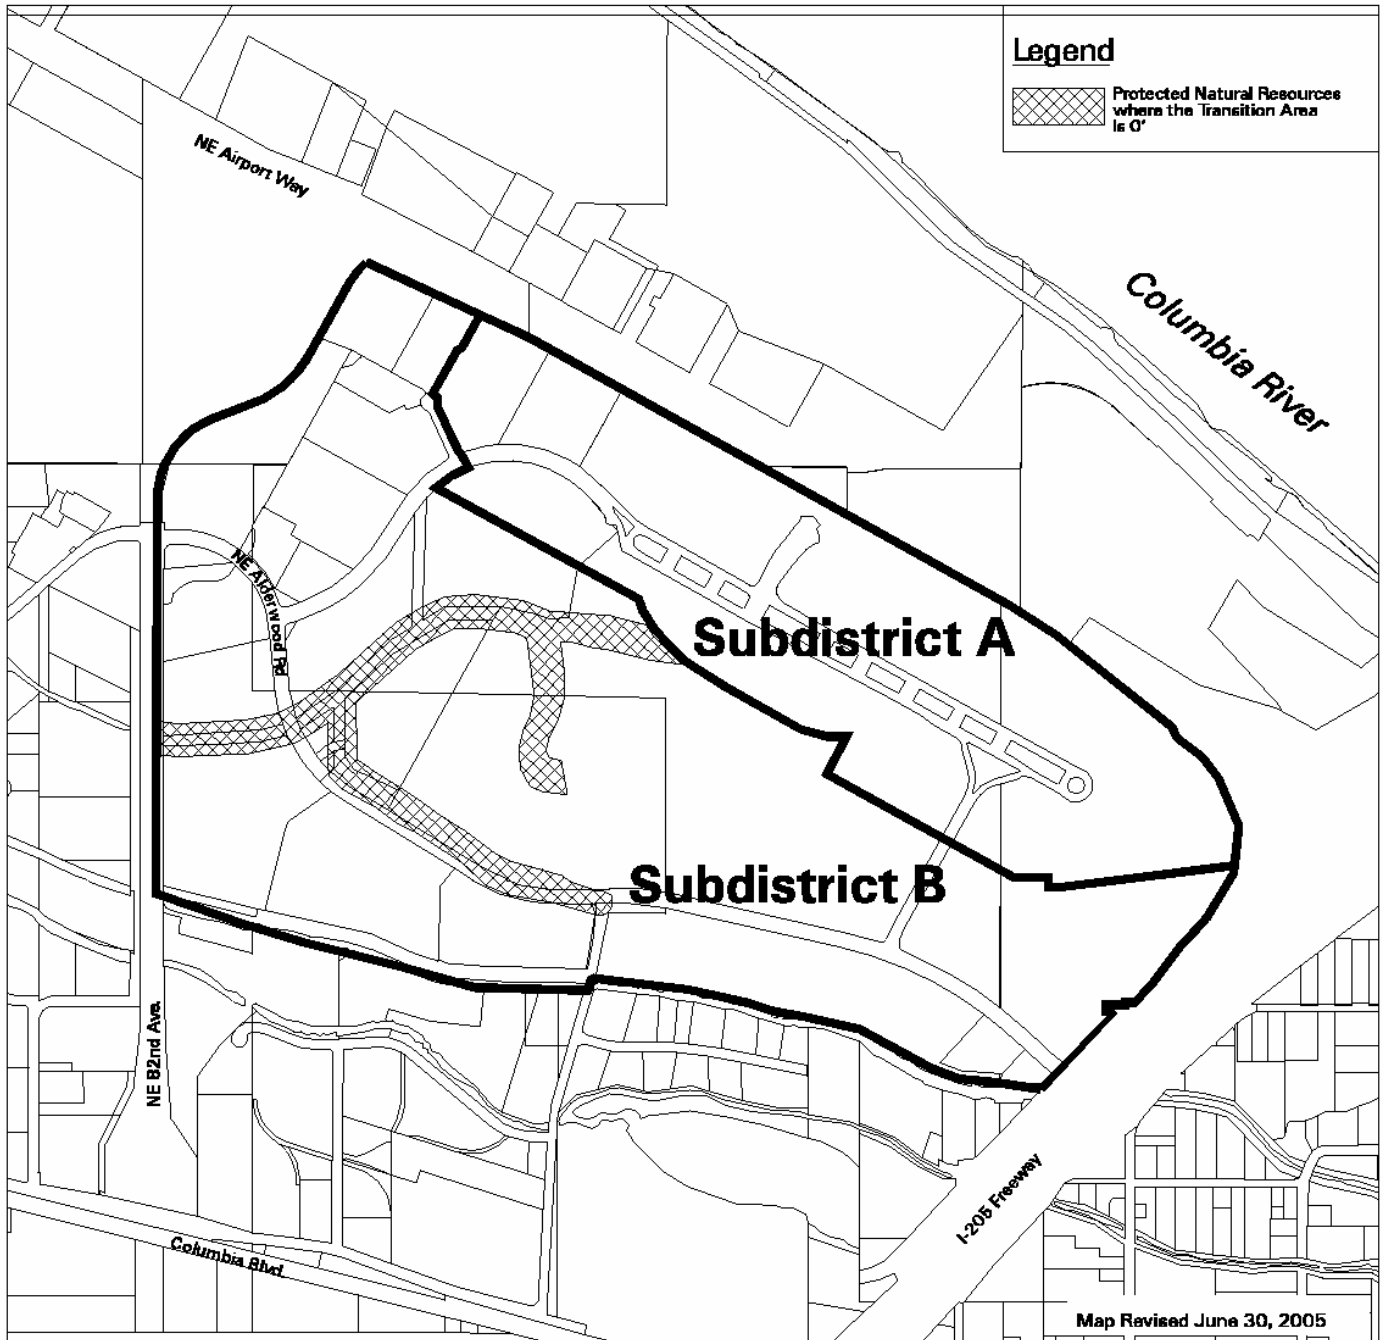 Legend
Protected Natural Resources
where the Transition Area
Is 0'
NE Airport Way
Columbia River
NE Alderwood Rd
Subdistrict A
Subdistrict B
NE 82nd Ave.
I-205 Freeway
Columbia Blvd.
Map Revised June 30, 2005